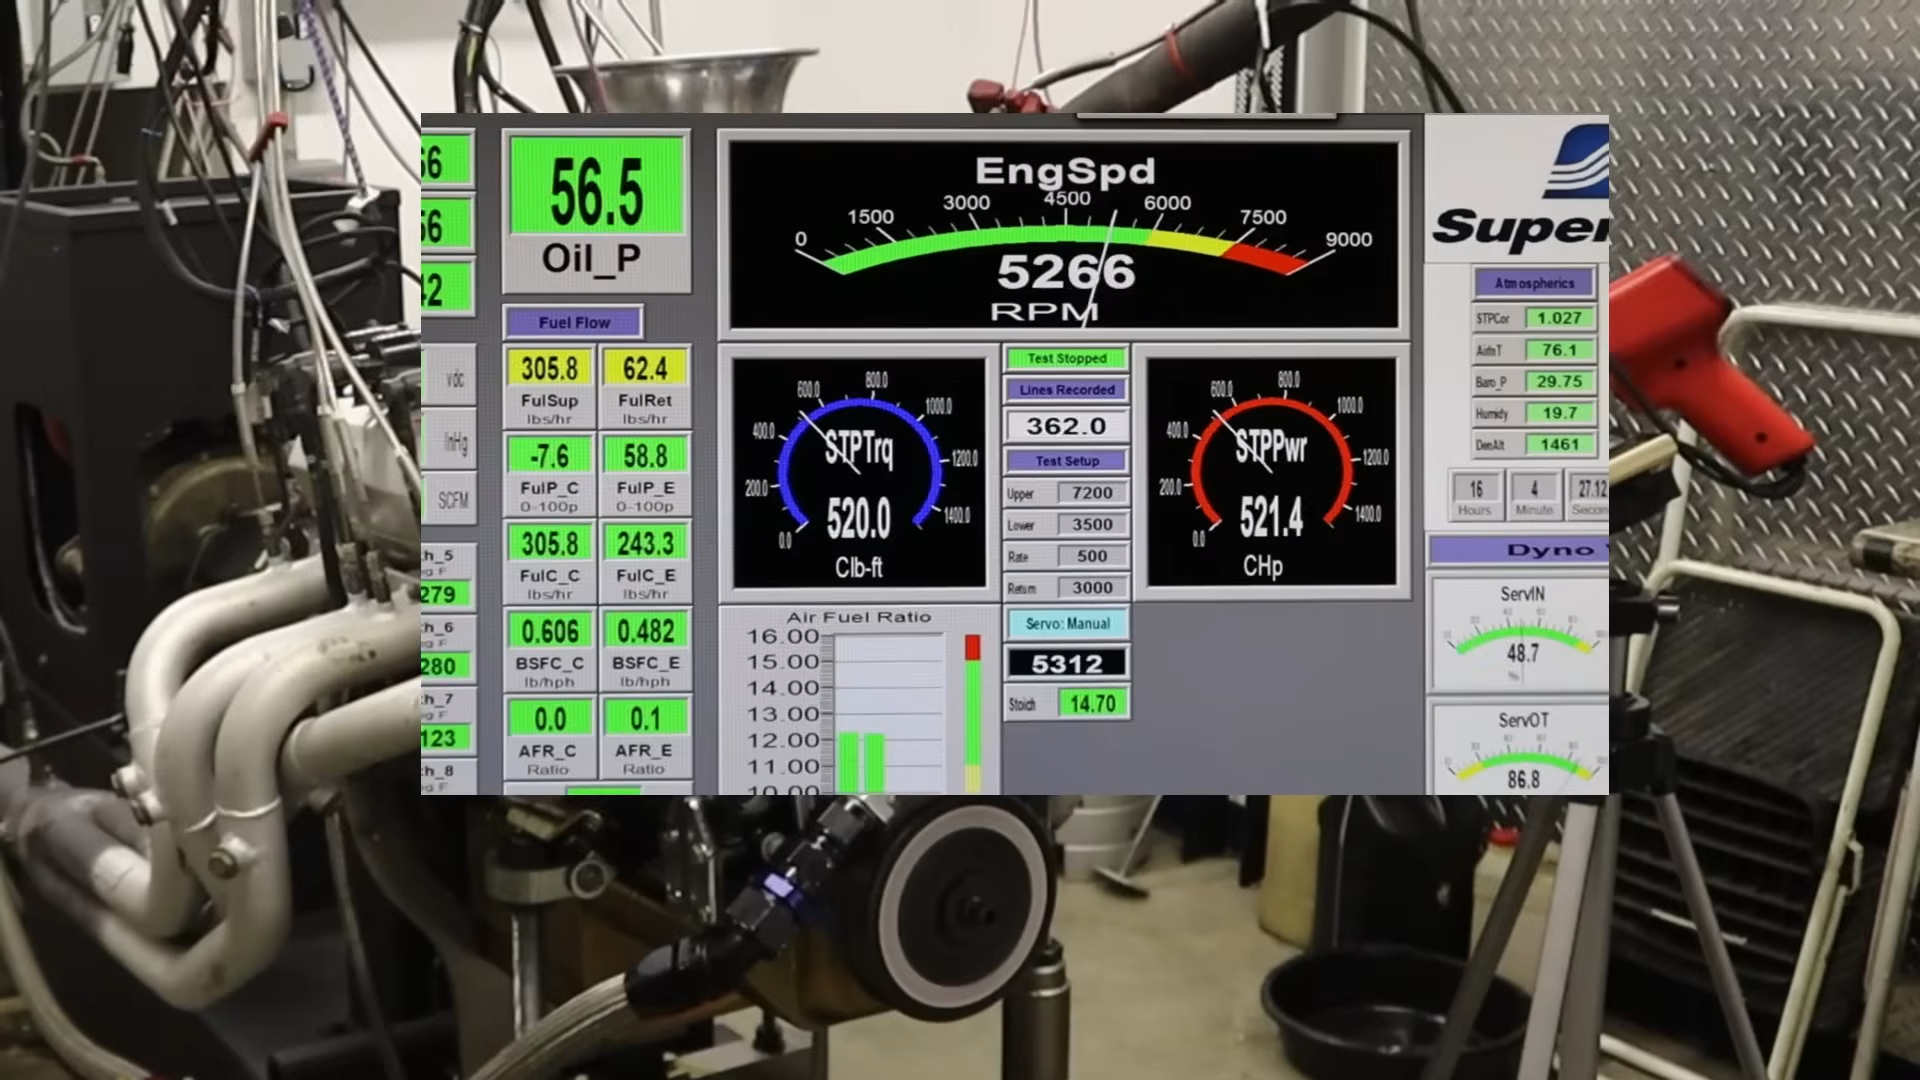 56
42
56.5
Oil_P
Fuel Flow
305.8 62.4
FulSup FulRet
lbs/hr lbs/hr
-7.6 58.8
FulP_C FulP_E
0-100p 0-100p
305.8 243.3
FulC_C FulC_E
lbs/hr lbs/hr
0.606 0.482
BSFC_C BSFC_E
lb/hph lb/hph
0.0 0.1
AFR_C AFR_E
Ratio Ratio
vdc
InHg
SCFM
h_5
279
h_6
280
h_7
123
h_8
EngSpd
0 1500 3000 4500 6000 7500 9000
5266
RPM
0.0 200.0 400.0 600.0 800.0 1000.0 1200.0 1400.0
STPTrq
520.0
Clb-ft
Test Stopped
Lines Recorded
362.0
Test Setup
Upper 7200
Lower 3500
Rate 500
Return 3000
Servo: Manual
5312
Stoich 14.70
0.0 200.0 400.0 600.0 800.0 1000.0 1200.0 1400.0
STPPwr
521.4
CHp
Air Fuel Ratio
16.00
15.00
14.00
13.00
12.00
11.00
10.00
Super
Atmospherics
STPCor 1.027
AirInT 76.1
Baro_P 29.75
Humidy 19.7
DenAlt 1461
16 4 27.12
Hours Minute Secon
Dyno
ServIN
48.7
%
ServOT
86.8